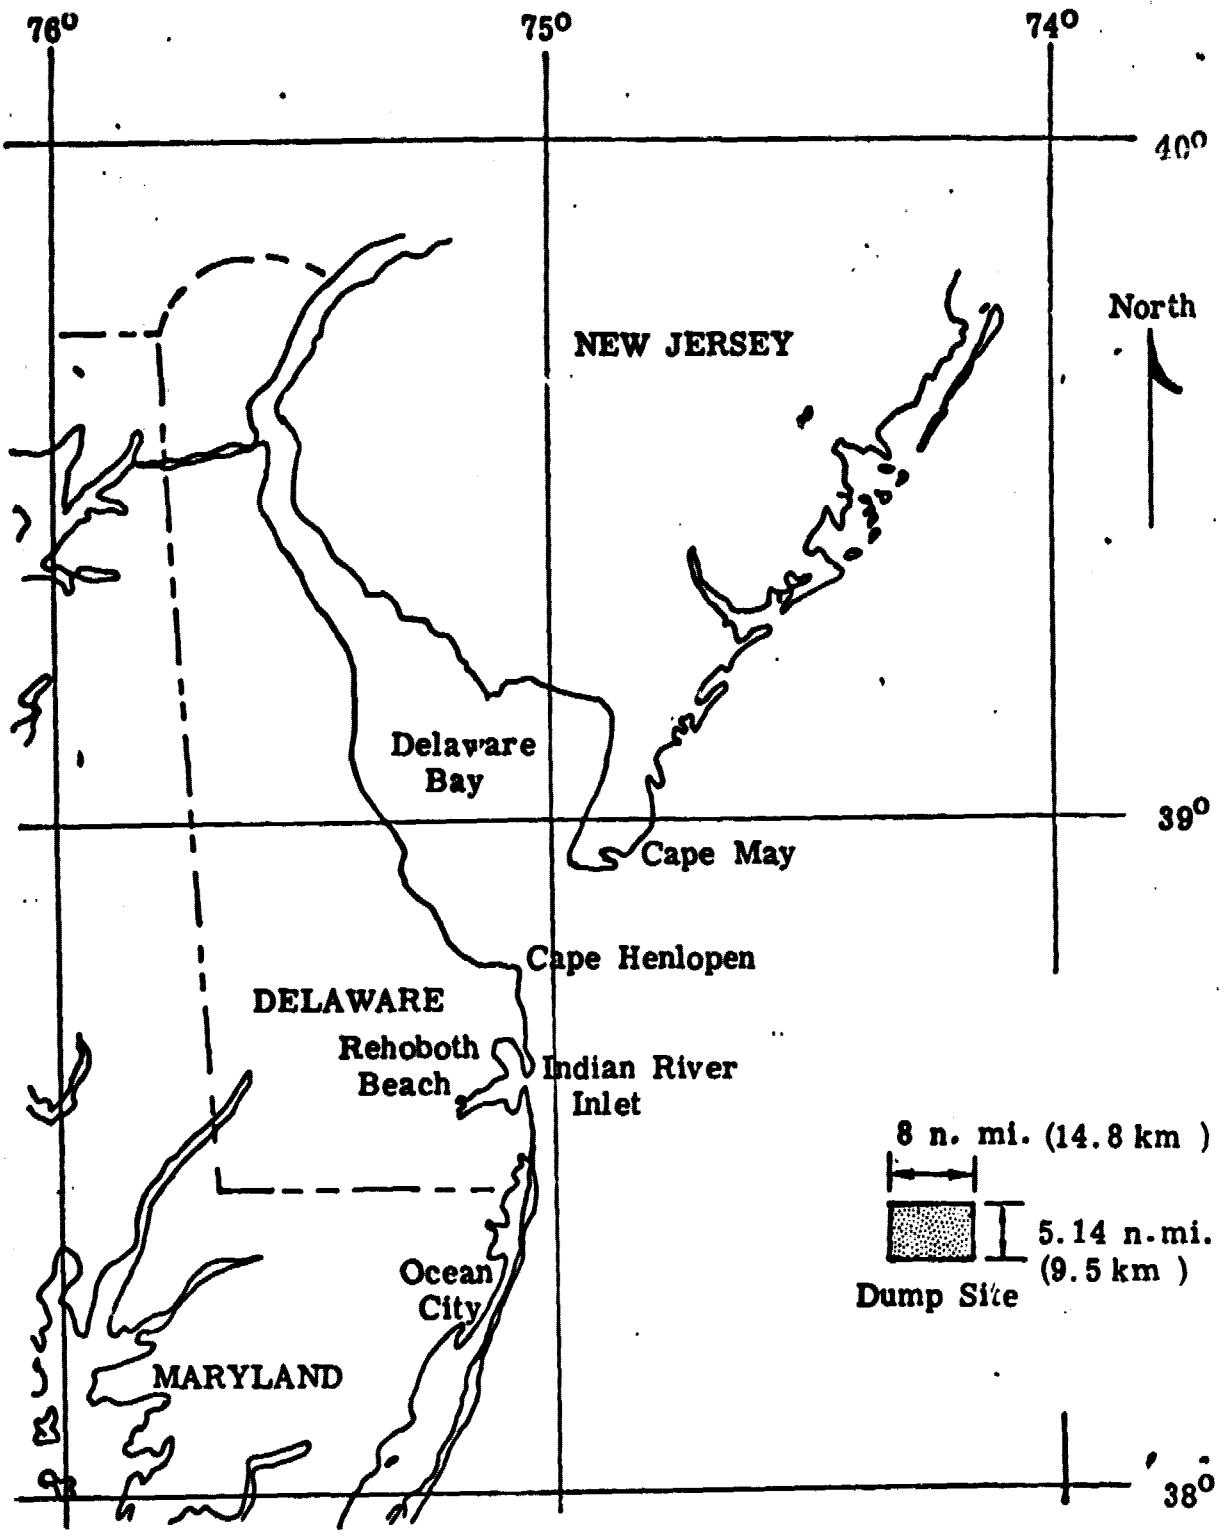 76°
75°
74°
40°
North
NEW JERSEY
Delaware
Bay
39°
Cape May
Cape Henlopen
DELAWARE
Rehoboth
Beach
Indian River
Inlet
8 n. mi. (14.8 km )
5.14 n.mi.
(9.5 km )
Dump Site
Ocean
City
MARYLAND
38°